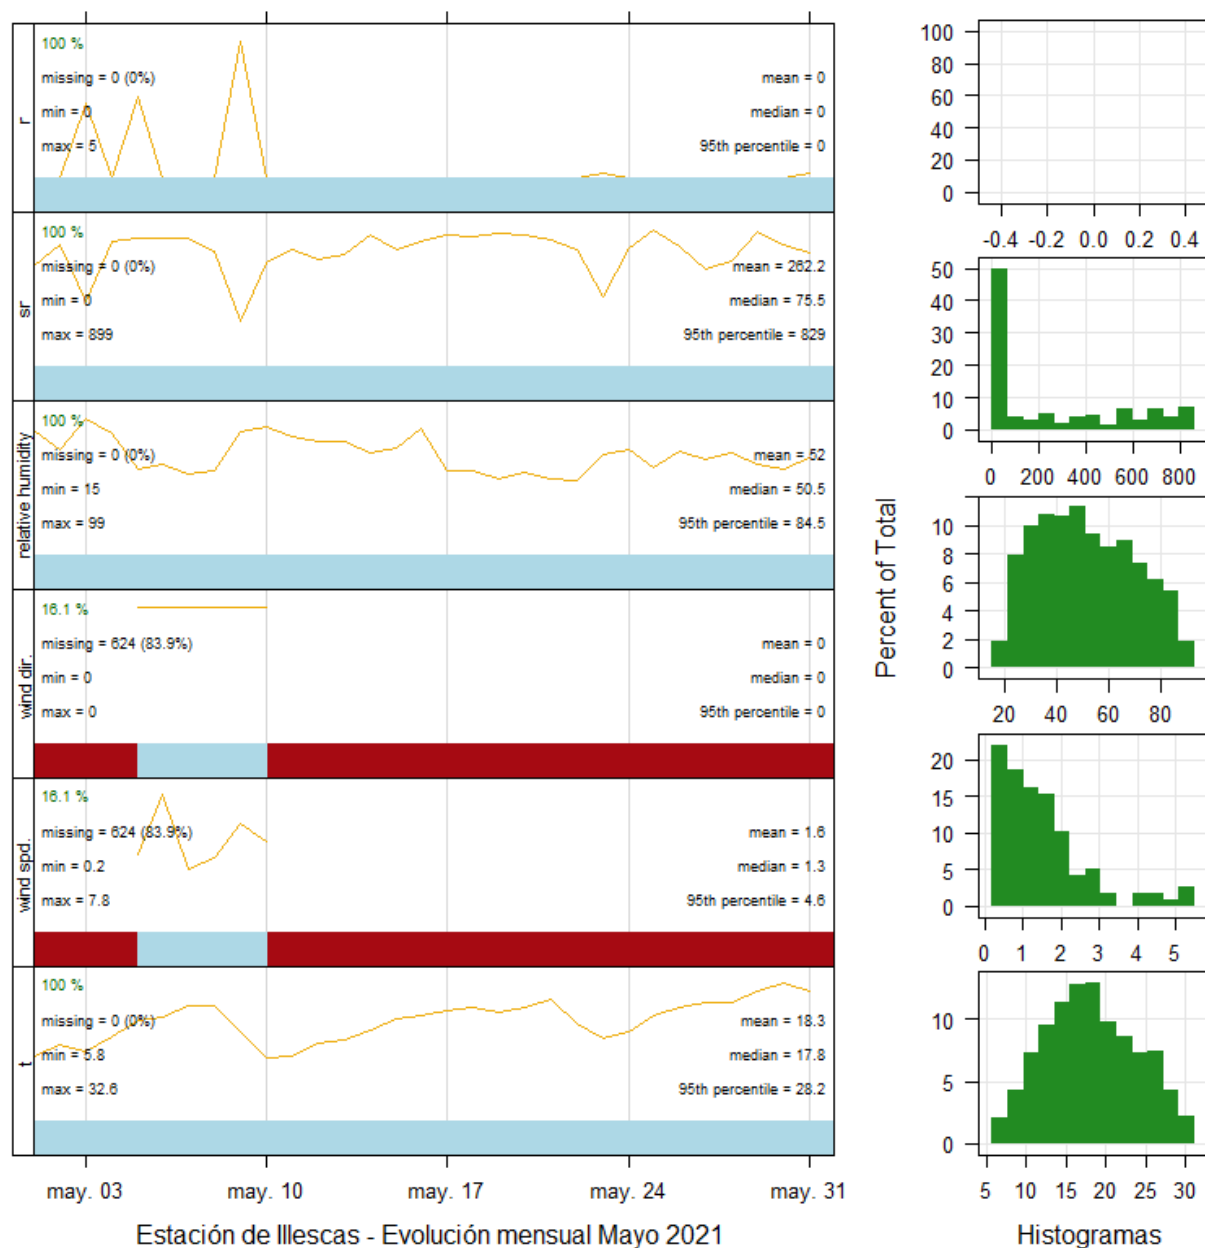 r
100 %
missing = 0 (0%)
min = 0
max = 5
mean = 0
median = 0
95th percentile = 0
sr
100 %
missing = 0 (0%)
min = 0
max = 899
mean = 262.2
median = 75.5
95th percentile = 829
relative humidity
100 %
missing = 0 (0%)
min = 15
max = 99
mean = 52
median = 50.5
95th percentile = 84.5
wind dir.
16.1 %
missing = 624 (83.9%)
min = 0
max = 0
mean = 0
median = 0
95th percentile = 0
wind spd.
16.1 %
missing = 624 (83.9%)
min = 0.2
max = 7.8
mean = 1.6
median = 1.3
95th percentile = 4.6
t
100 %
missing = 0 (0%)
min = 5.8
max = 32.6
mean = 18.3
median = 17.8
95th percentile = 28.2
may. 03 may. 10 may. 17 may. 24 may. 31
Estación de Illescas - Evolución mensual Mayo 2021
Percent of Total
100
80
60
40
20
0
-0.4 -0.2 0.0 0.2 0.4
50
40
30
20
10
0
0 200 400 600 800
10
8
6
4
2
0
20 40 60 80
20
15
10
5
0
0 1 2 3 4 5
10
5
0
5 10 15 20 25 30
Histogramas